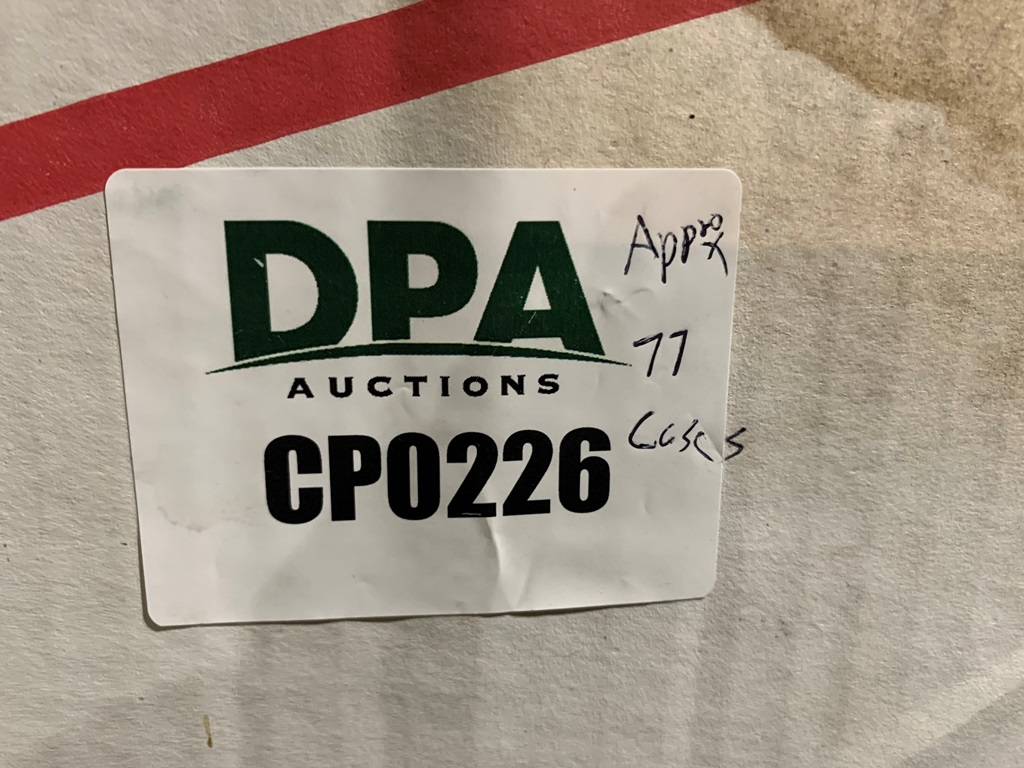 DPA
AUCTIONS
CP0226
Approx
77
Cases